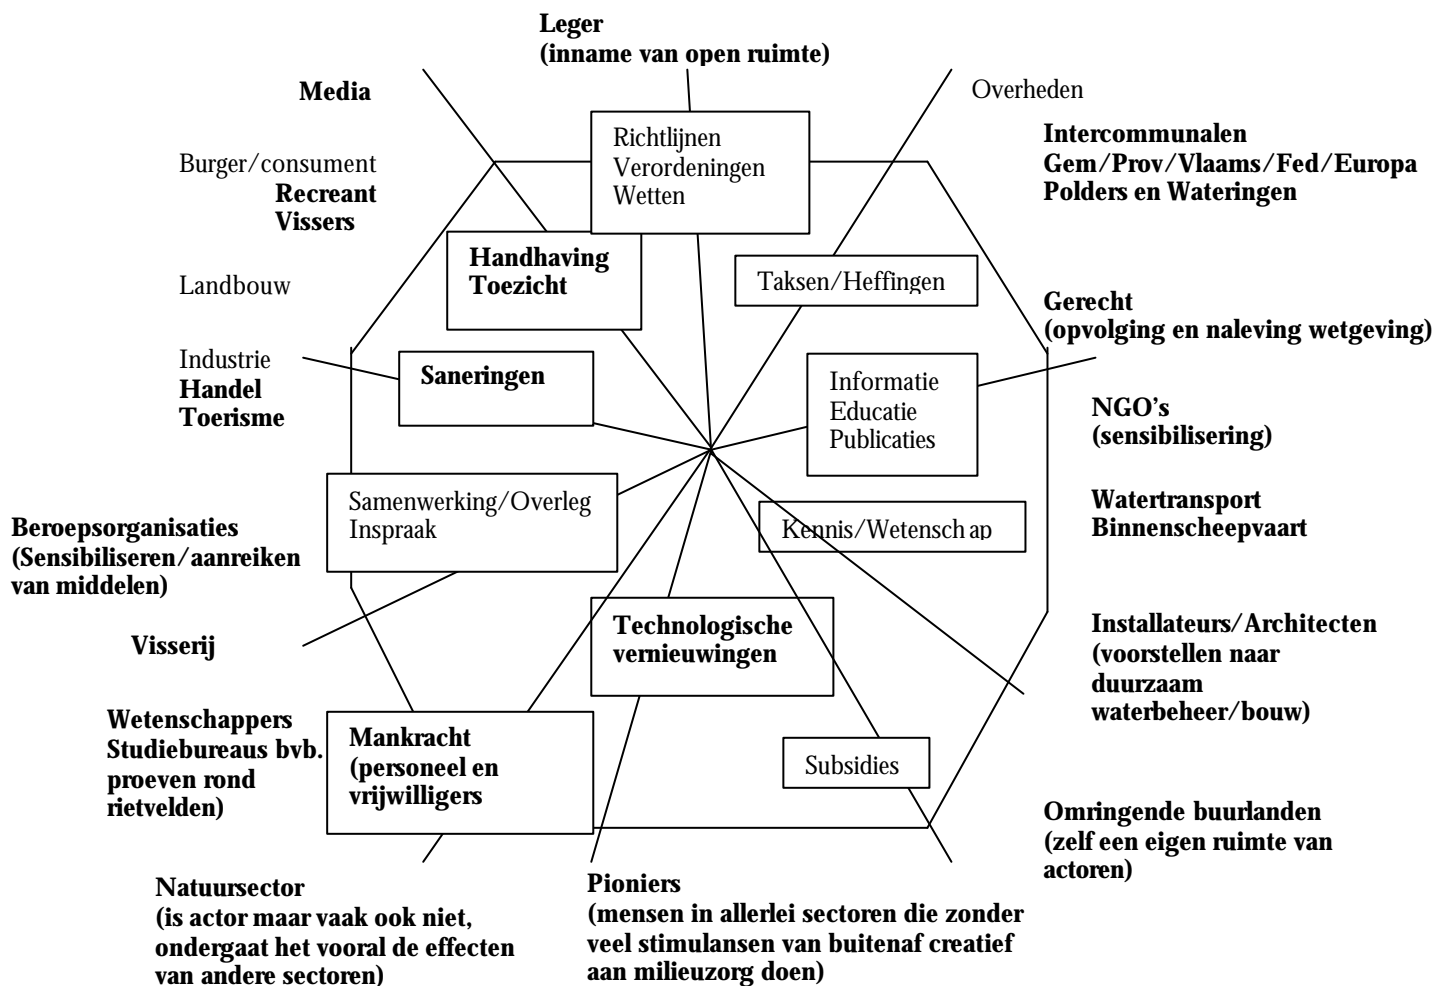 Leger
(inname van open ruimte)
Media
Overheden
Intercommunalen
Gem/Prov/Vlaams/Fed/Europa
Polders en Wateringen
Burger/consument
Recreant
Vissers
Richtlijnen
Verordeningen
Wetten
Handhaving
Toezicht
Taksen/Heffingen
Landbouw
Gerecht
(opvolging en naleving wetgeving)
Industrie
Handel
Toerisme
Saneringen
Informatie
Educatie
Publicaties
NGO's
(sensibilisering)
Samenwerking/Overleg
Inspraak
Kennis/Wetenschap
Watertransport
Binnenscheepvaart
Beroepsorganisaties
(Sensibiliseren/aanreiken
van middelen)
Visserij
Technologische
vernieuwingen
Installateurs/Architecten
(voorstellen naar
duurzaam
waterbeheer/bouw)
Wetenschappers
Studiebureaus bvb.
proeven rond
rietvelden)
Mankracht
(personeel en
vrijwilligers
Subsidies
Omringende buurlanden
(zelf een eigen ruimte van
actoren)
Natuursector
(is actor maar vaak ook niet,
ondergaat het vooral de effecten
van andere sectoren)
Pioniers
(mensen in allerlei sectoren die zonder
veel stimulansen van buitenaf creatief
aan milieuzorg doen)